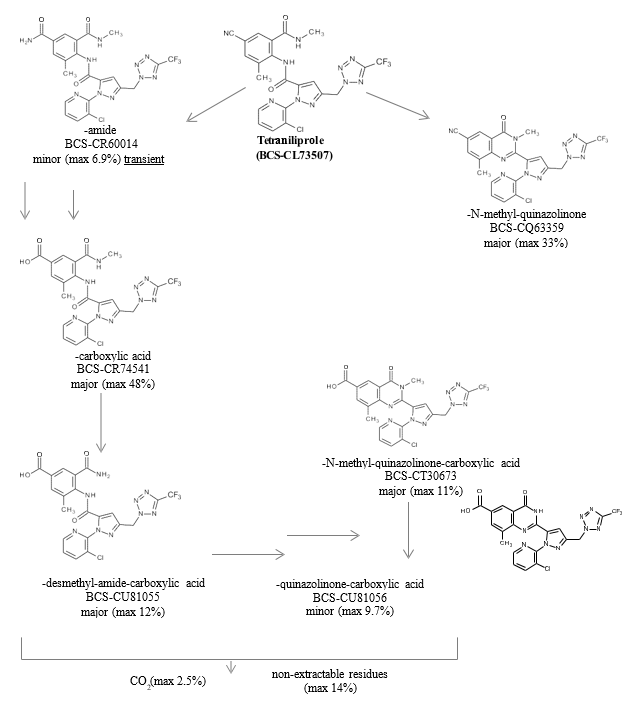 -amide
BCS-CR60014
minor (max 6.9%) transient
Tetraniliprole
(BCS-CL73507)
-N-methyl-quinazolinone
BCS-CQ63359
major (max 33%)
-carboxylic acid
BCS-CR74541
major (max 48%)
-N-methyl-quinazolinone-carboxylic acid
BCS-CT30673
major (max 11%)
-desmethyl-amide-carboxylic acid
BCS-CU81055
major (max 12%)
-quinazolinone-carboxylic acid
BCS-CU81056
minor (max 9.7%)
CO2(max 2.5%)
non-extractable residues
(max 14%)